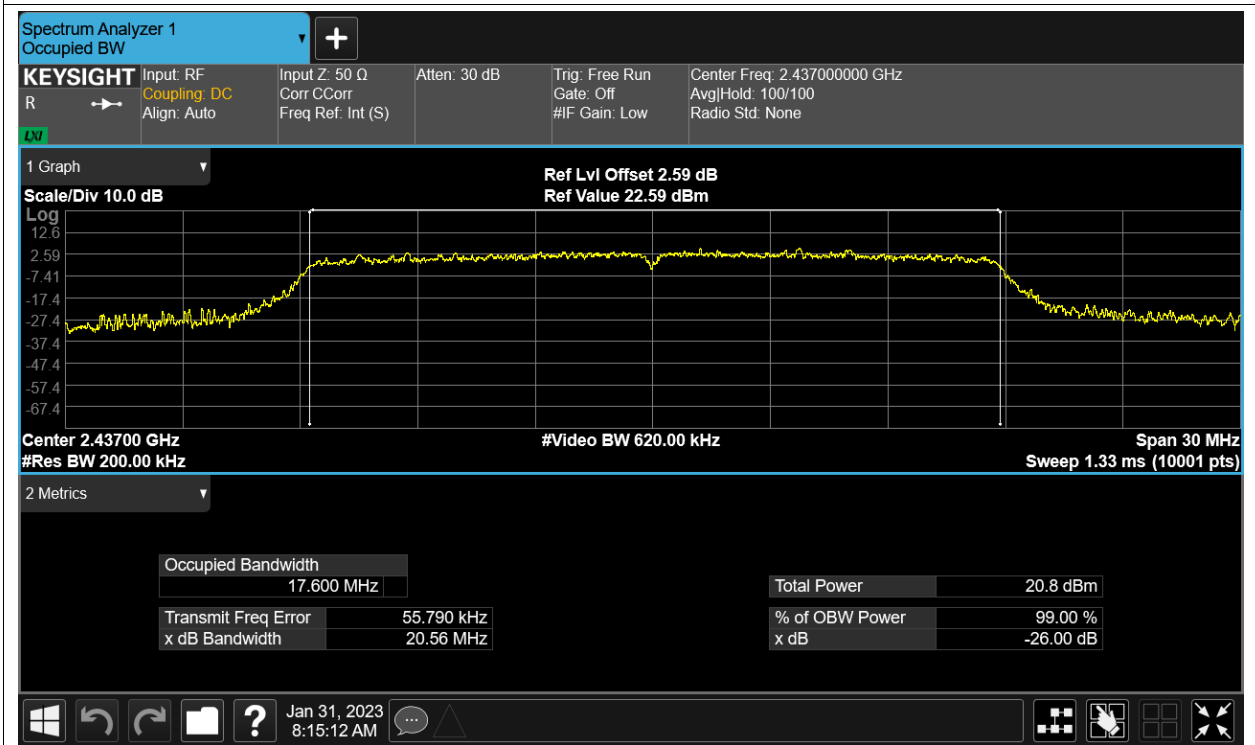 Spectrum Analyzer 1
Occupied BW
KEYSIGHT
R
LXI
Input: RF
Coupling: DC
Align: Auto
Input Z: 50 Ω
Corr CCorr
Freq Ref: Int (S)
Atten: 30 dB
Trig: Free Run
Gate: Off
#IF Gain: Low
Center Freq: 2.437000000 GHz
Avg|Hold: 100/100
Radio Std: None
1 Graph
Scale/Div 10.0 dB
Ref Lvl Offset 2.59 dB
Ref Value 22.59 dBm
Log
12.6
2.59
-7.41
-17.4
-27.4
-37.4
-47.4
-57.4
-67.4
Center 2.43700 GHz
#Video BW 620.00 kHz
Span 30 MHz
#Res BW 200.00 kHz
Sweep 1.33 ms (10001 pts)
2 Metrics
Occupied Bandwidth
17.600 MHz
Total Power 20.8 dBm
Transmit Freq Error 55.790 kHz
% of OBW Power 99.00 %
x dB Bandwidth 20.56 MHz
x dB -26.00 dB
Jan 31, 2023
8:15:12 AM